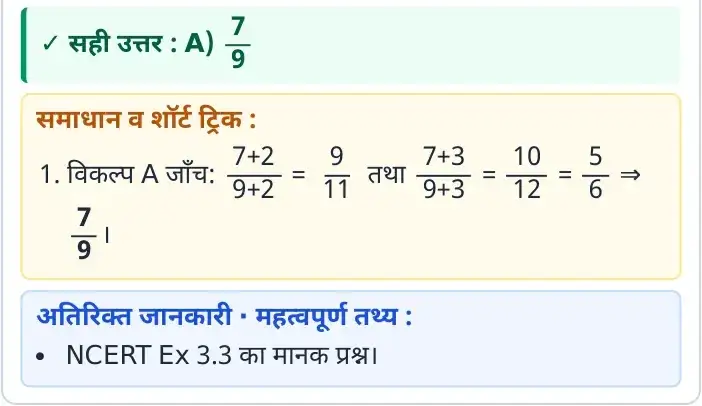 ✓ सही उत्तर : A) 7/9
समाधान व शॉर्ट ट्रिक :
1. विकल्प A जाँच: 7+2/9+2 = 9/11 तथा 7+3/9+3 = 10/12 = 5/6 ⇒
7/9।
अतिरिक्त जानकारी · महत्वपूर्ण तथ्य :
• NCERT Ex 3.3 का मानक प्रश्न।